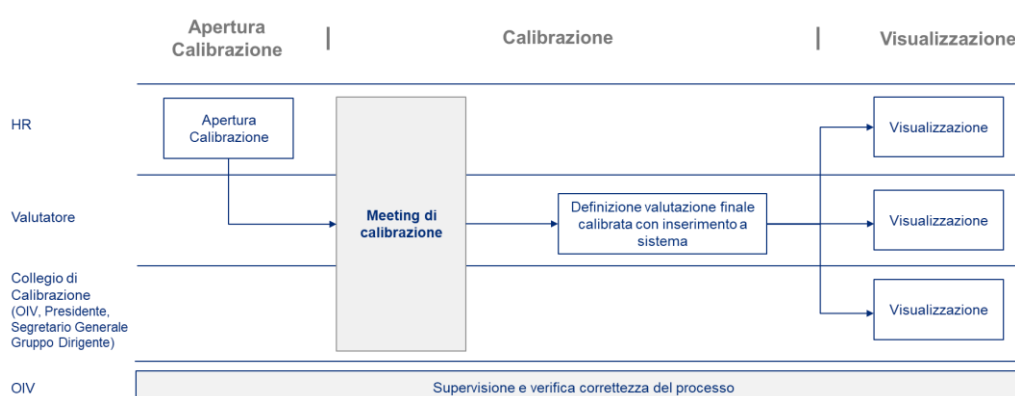 Apertura
Calibrazione
|
Calibrazione
|
Visualizzazione
HR
Apertura
Calibrazione
Visualizzazione
Valutatore
Meeting di
calibrazione
Definizione valutazione finale
calibrata con inserimento a
sistema
Visualizzazione
Collegio di
Calibrazione
(OIV, Presidente,
Segretario Generale
Gruppo Dirigente)
Visualizzazione
OIV
Supervisione e verifica correttezza del processo